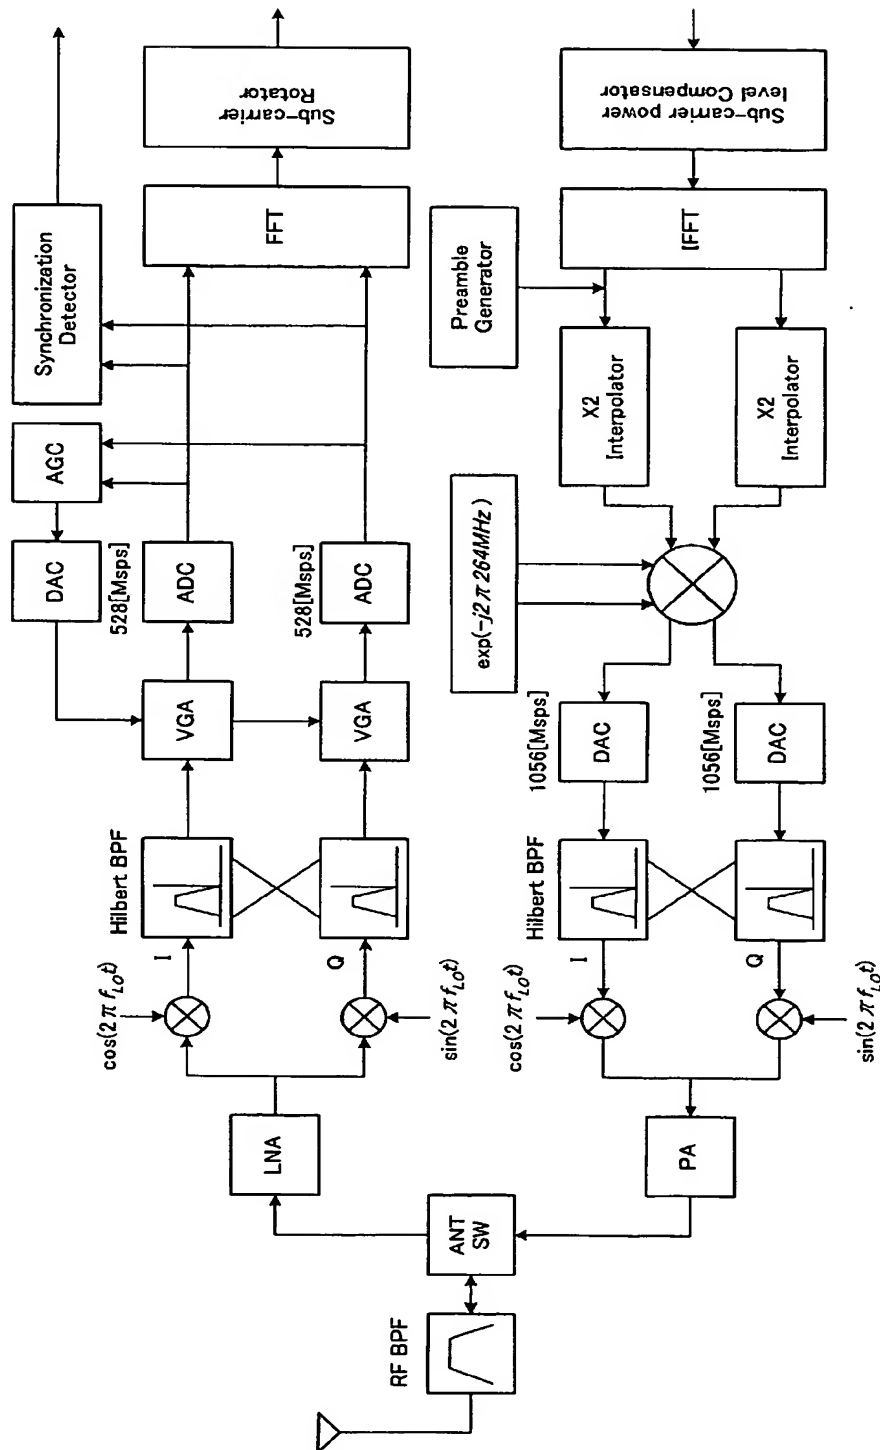 Synchronization
Detector
Sub-carrier
Rotator
FFT
AGC
DAC
528[Msps]
ADC
528[Msps]
ADC
VGA
VGA
Hilbert BPF
I
Q
cos(2πf_LO t)
sin(2πf_LO t)
LNA
RF BPF
ANT
SW
PA
cos(2πf_LO t)
sin(2πf_LO t)
Hilbert BPF
I
Q
1056[Msps]
DAC
1056[Msps]
DAC
exp(-j2π264MHz)
Preamble
Generator
X2
Interpolator
X2
Interpolator
IFFT
Sub-carrier power
level Compensator